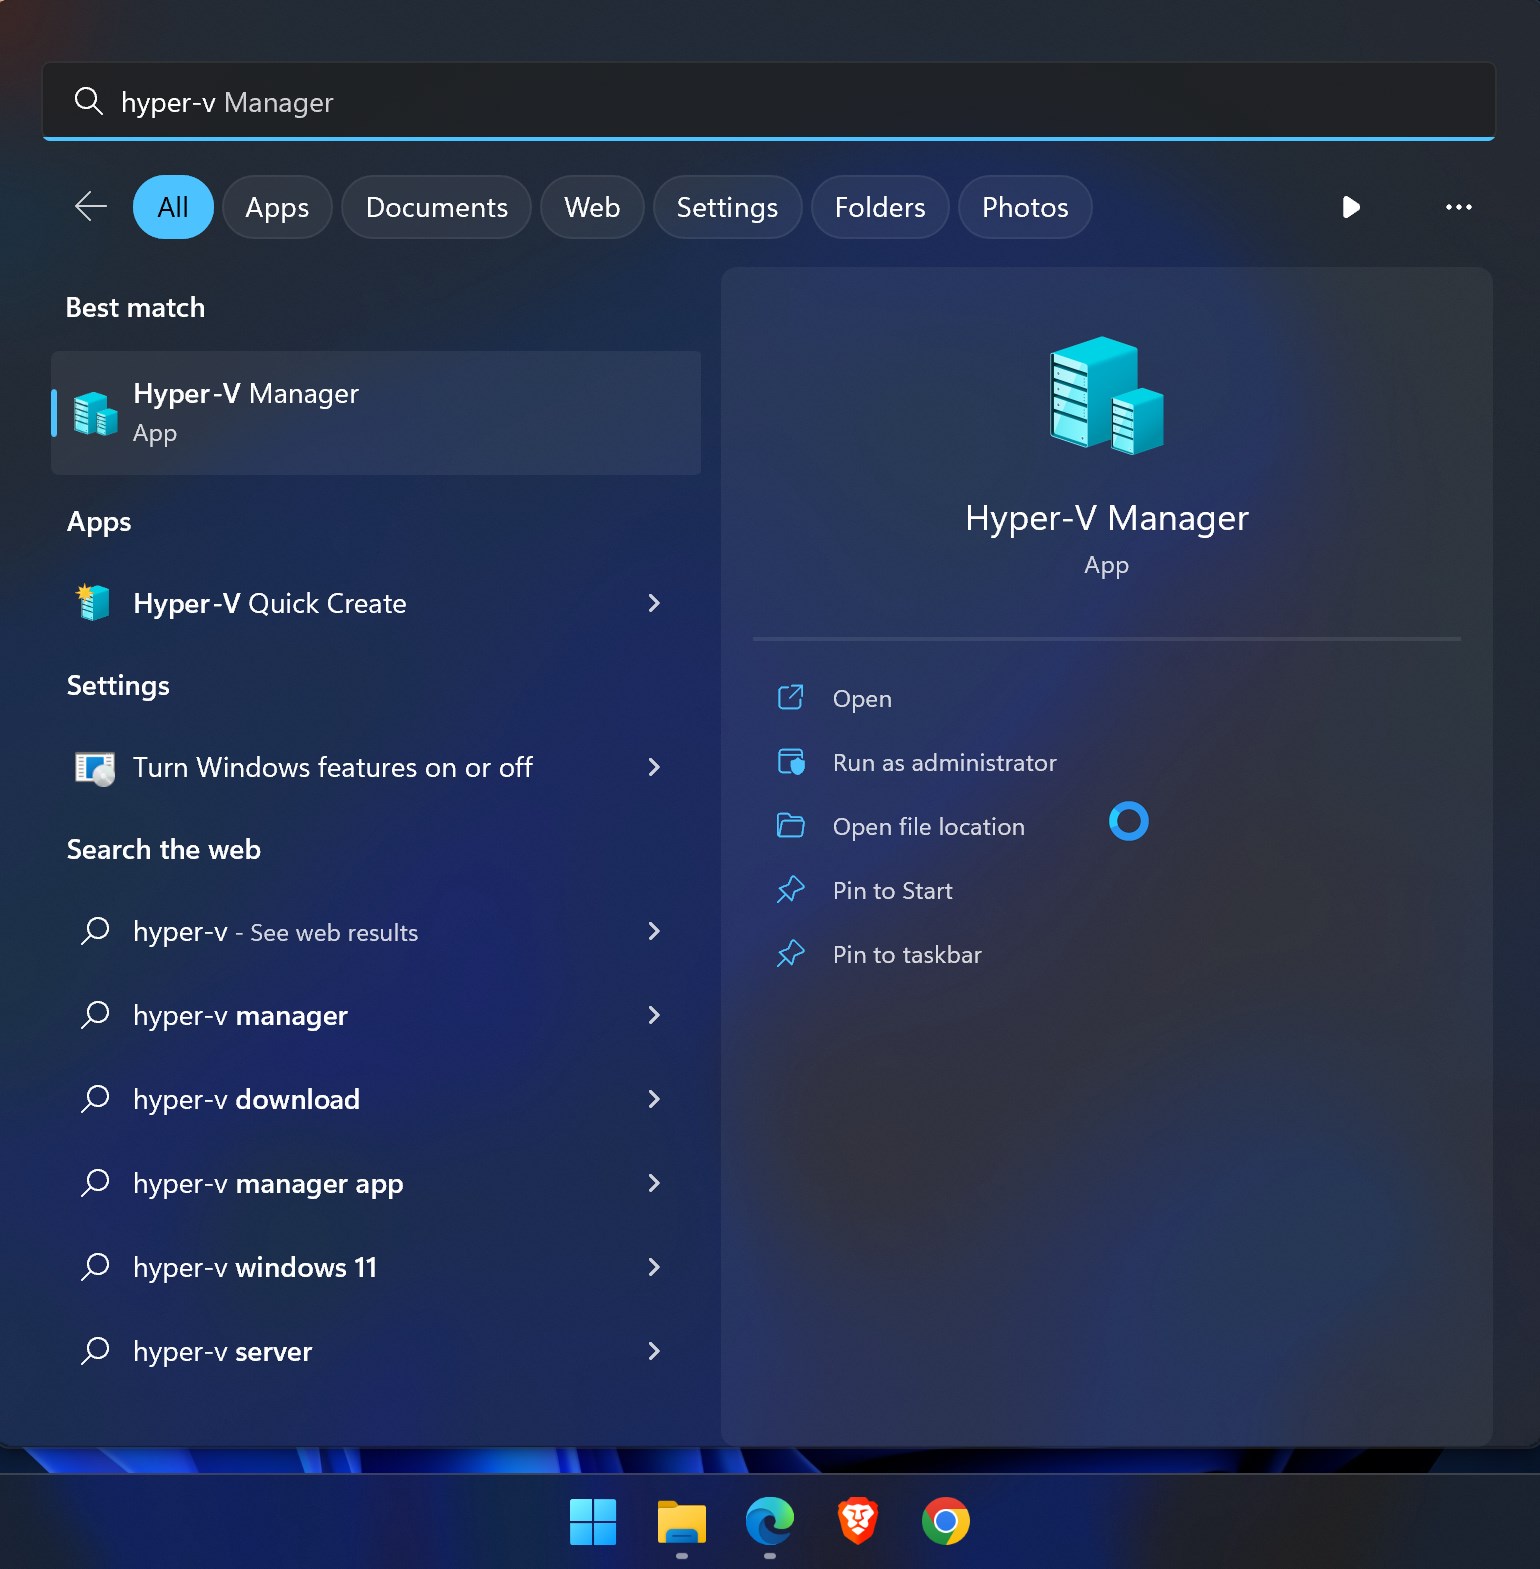 hyper-v Manager
All Apps Documents Web Settings Folders Photos
Best match
Hyper-V Manager
App
Apps
Hyper-V Quick Create
Settings
Turn Windows features on or off
Search the web
hyper-v - See web results
hyper-v manager
hyper-v download
hyper-v manager app
hyper-v windows 11
hyper-v server
Hyper-V Manager
App
Open
Run as administrator
Open file location
Pin to Start
Pin to taskbar